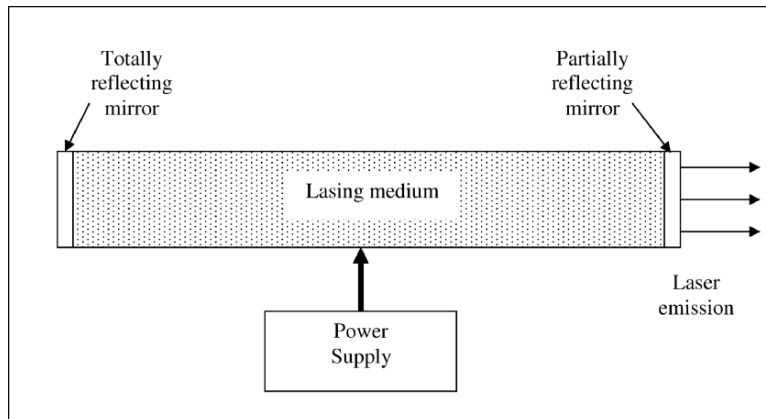 Totally
reflecting
mirror
Partially
reflecting
mirror
Lasing medium
Laser
emission
Power
Supply